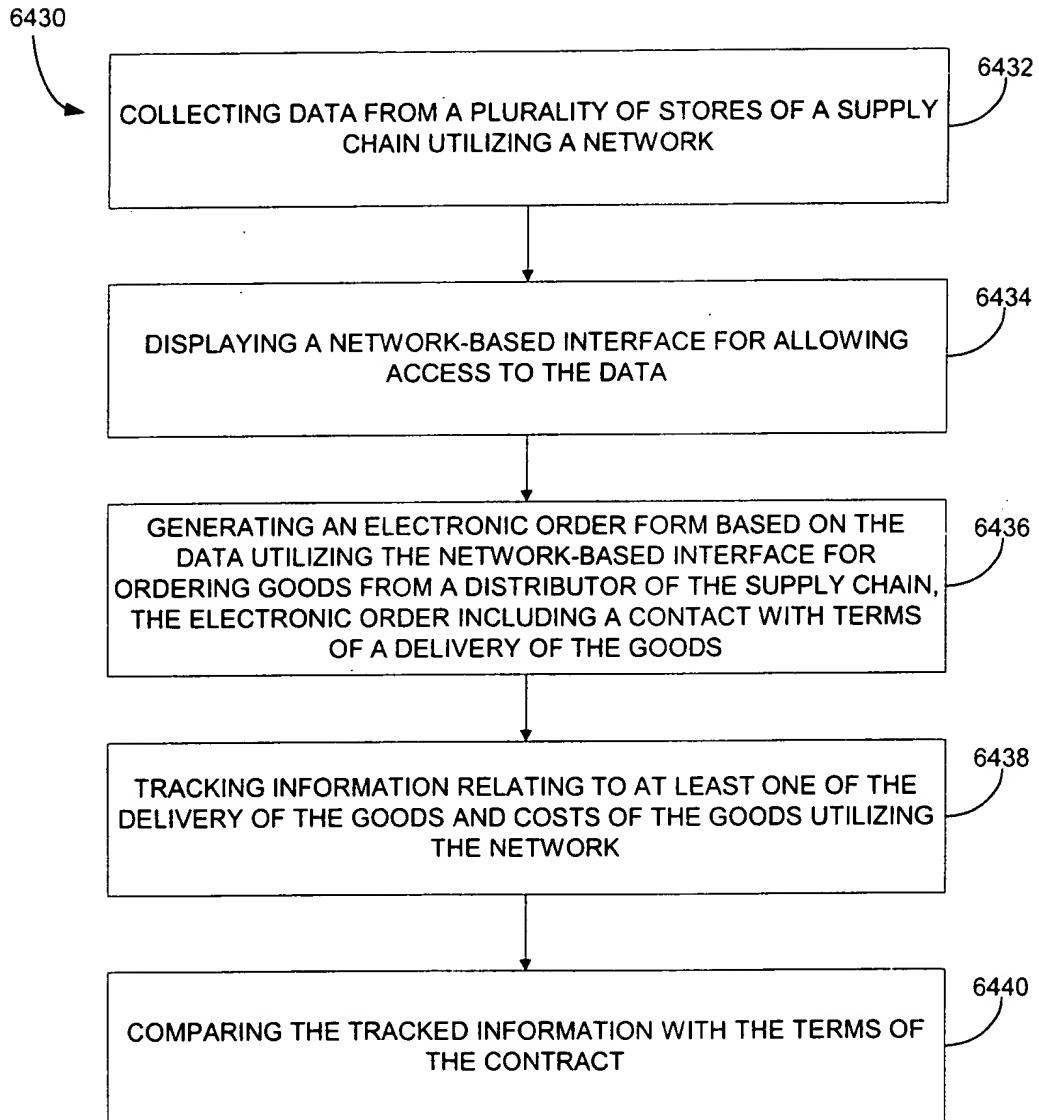 6430
6432
COLLECTING DATA FROM A PLURALITY OF STORES OF A SUPPLY
CHAIN UTILIZING A NETWORK
6434
DISPLAYING A NETWORK-BASED INTERFACE FOR ALLOWING
ACCESS TO THE DATA
6436
GENERATING AN ELECTRONIC ORDER FORM BASED ON THE
DATA UTILIZING THE NETWORK-BASED INTERFACE FOR
ORDERING GOODS FROM A DISTRIBUTOR OF THE SUPPLY CHAIN,
THE ELECTRONIC ORDER INCLUDING A CONTACT WITH TERMS
OF A DELIVERY OF THE GOODS
6438
TRACKING INFORMATION RELATING TO AT LEAST ONE OF THE
DELIVERY OF THE GOODS AND COSTS OF THE GOODS UTILIZING
THE NETWORK
6440
COMPARING THE TRACKED INFORMATION WITH THE TERMS OF
THE CONTRACT